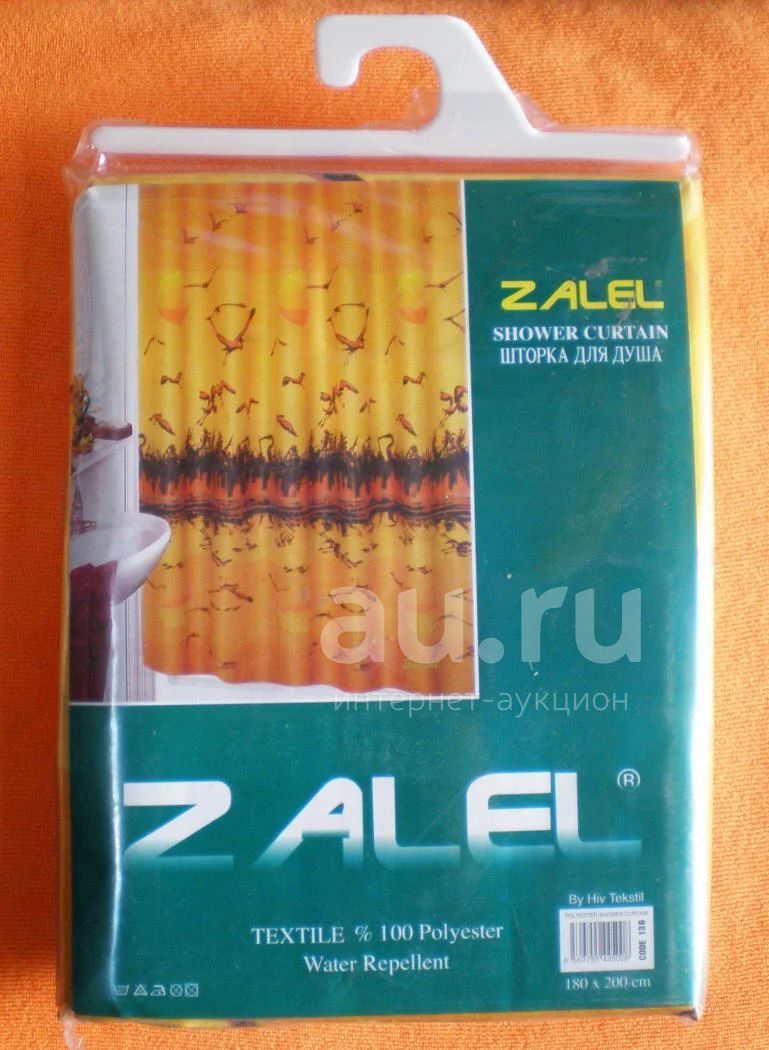 ZALEL
SHOWER CURTAIN
ШТОРКА ДЛЯ ДУША
au.ru
интернет-аукцион
ZALEL®
By Hiv Tekstil
POLYESTER SHOWER CURTAIN
CODE 136
TEXTILE % 100 Polyester
Water Repellent
180 x 200 cm